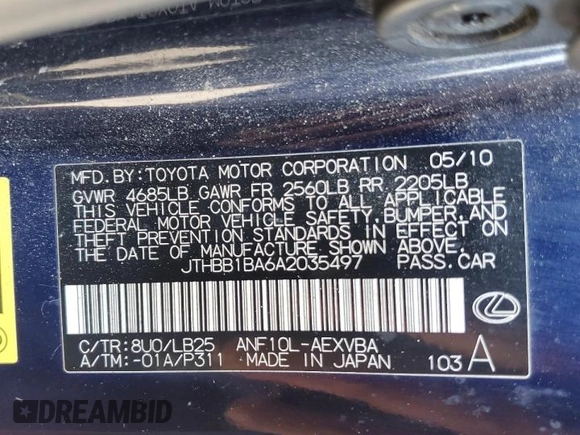 MFD.BY:TOYOTA MOTOR CORPORATION 05/10
GVWR 4685LB GAWR FR 2560LB RR 2205LB
THIS VEHICLE CONFORMS TO ALL APPLICABLE
FEDERAL MOTOR VEHICLE SAFETY,BUMPER,AND
THEFT PREVENTION STANDARDS IN EFFECT ON
THE DATE OF MANUFACTURE SHOWN ABOVE.
JTHBB1BA6A2035497 PASS.CAR
C/TR:8U0/LB25 ANF10L-AEXVBA
A/TM:-01A/P311 MADE IN JAPAN 103 A
DREAMBID